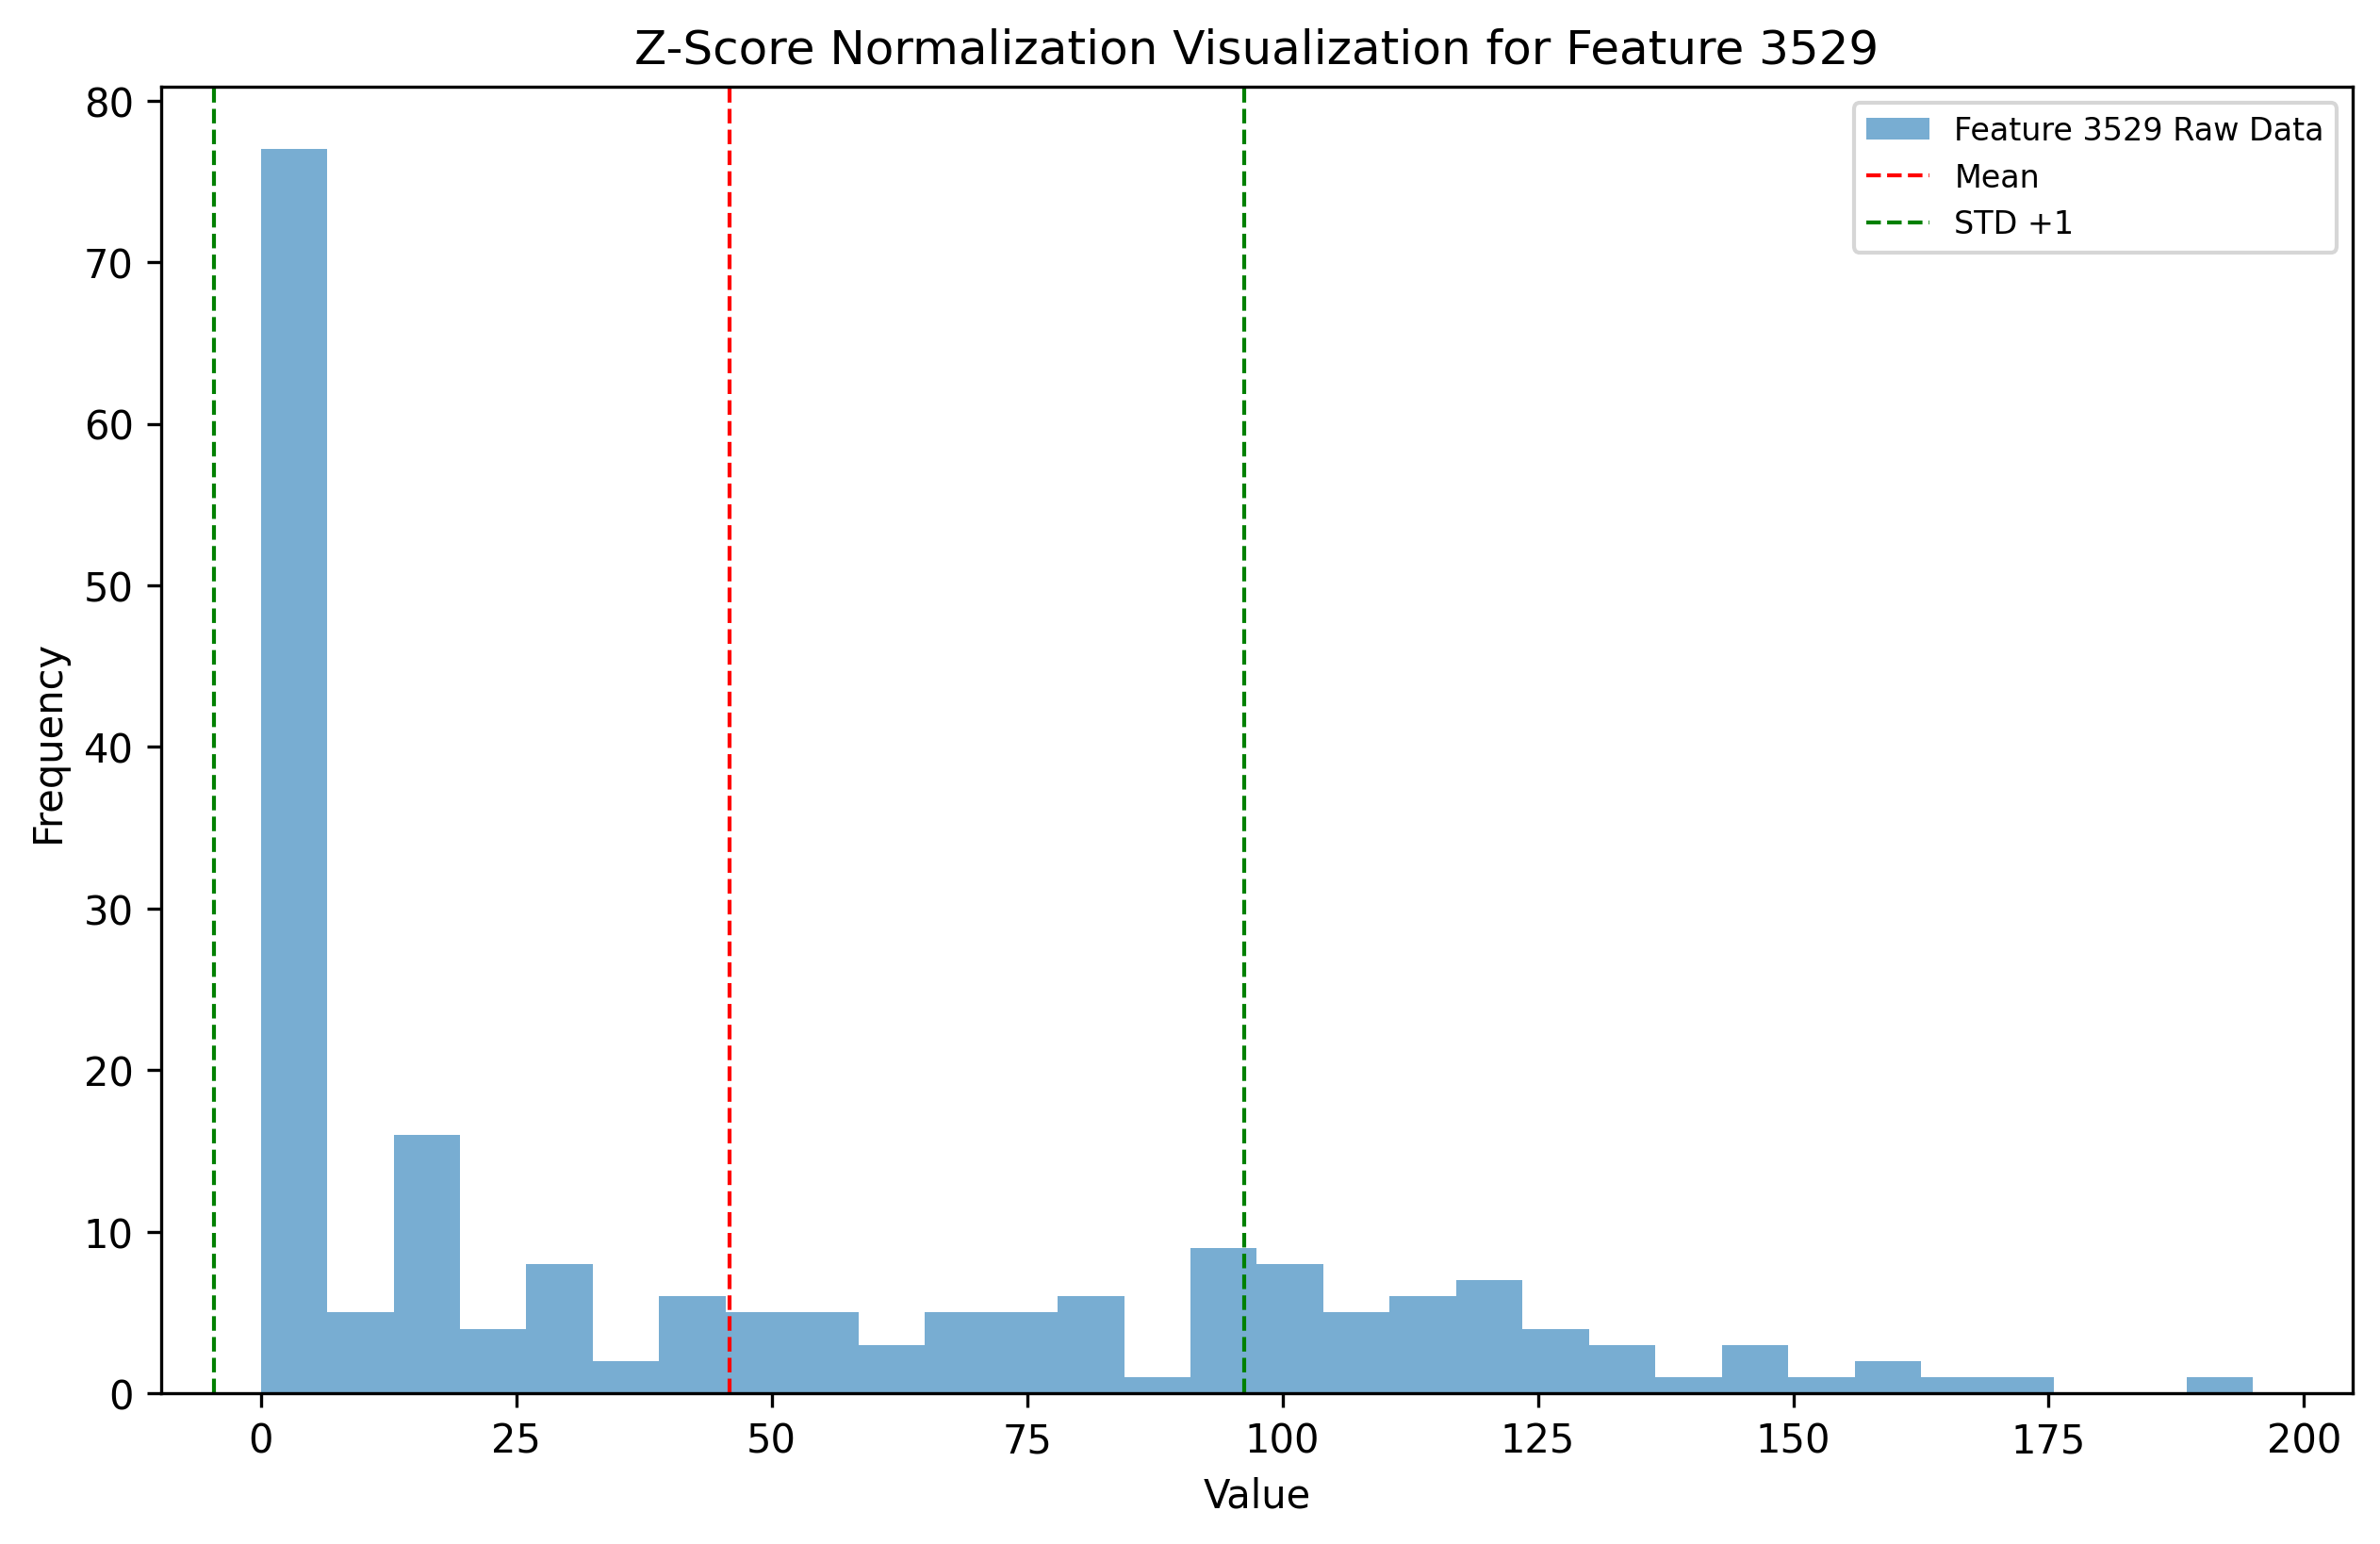 Z-Score Normalization Visualization for Feature 3529
Feature 3529 Raw Data
Mean
STD +1
80
70
60
50
40
30
20
10
0
Frequency
0 25 50 75 100 125 150 175 200
Value